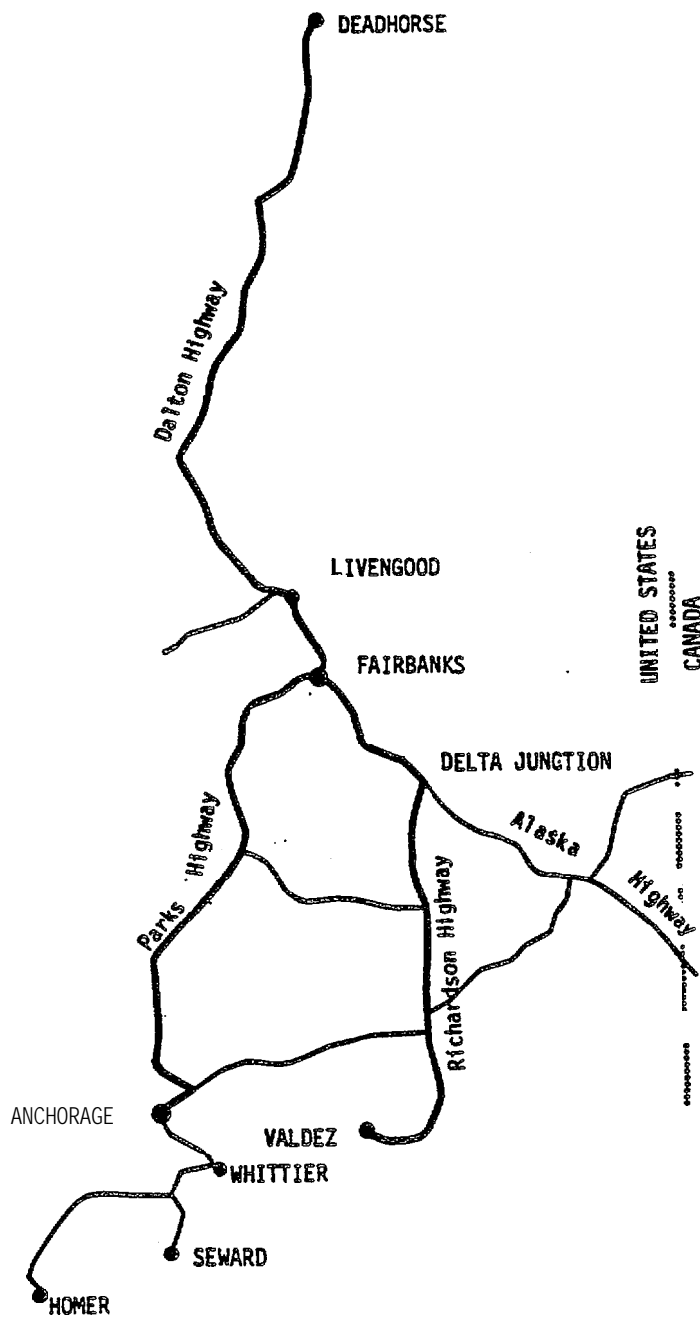 DEADHORSE
Dalton Highway
LIVENGOOD
UNITED STATES
CANADA
FAIRBANKS
DELTA JUNCTION
Alaska
Highway
Parks Highway
Richardson Highway
ANCHORAGE
VALDEZ
WHITTIER
SEWARD
HOMER